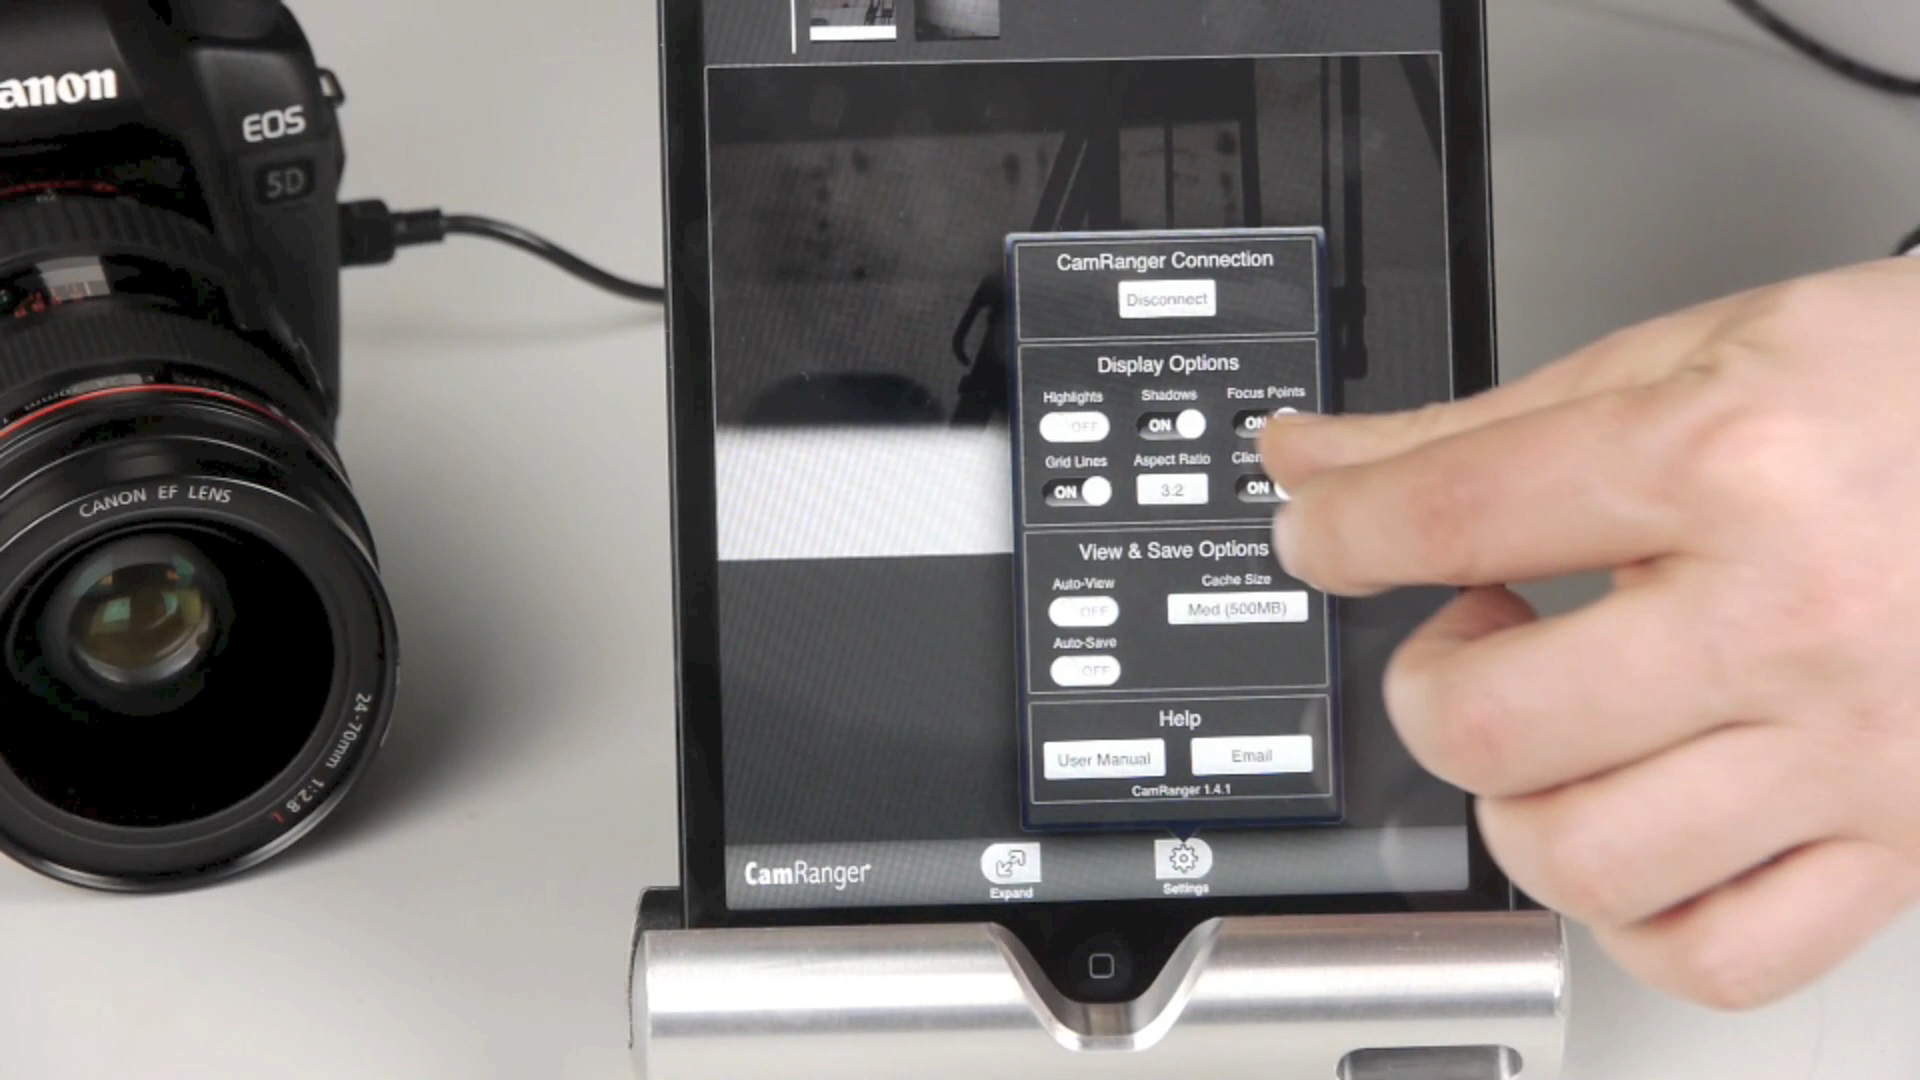 anon
EOS
5D
CANON EF LENS
24-70mm 1:2.8 L
CamRanger Connection
Disconnect
Display Options
Highlights Shadows Focus Points
OFF ON ON
Grid Lines Aspect Ratio
ON 3:2 ON
View & Save Options
Auto-View Cache Size
OFF Med (500MB)
Auto-Save
OFF
Help
User Manual Email
CamRanger 1.4.1
CamRanger
Expand Settings